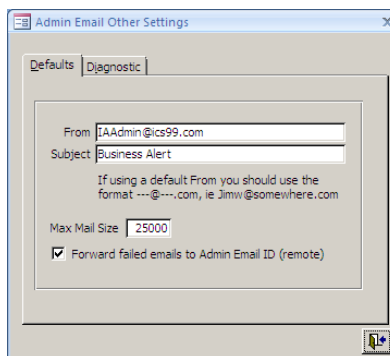 Admin Email Other Settings
Defaults
Diagnostic
From IAAdmin@ics99.com
Subject Business Alert
If using a default From you should use the
format ---@---.com, ie Jimw@somewhere.com
Max Mail Size 25000
Forward failed emails to Admin Email ID (remote)